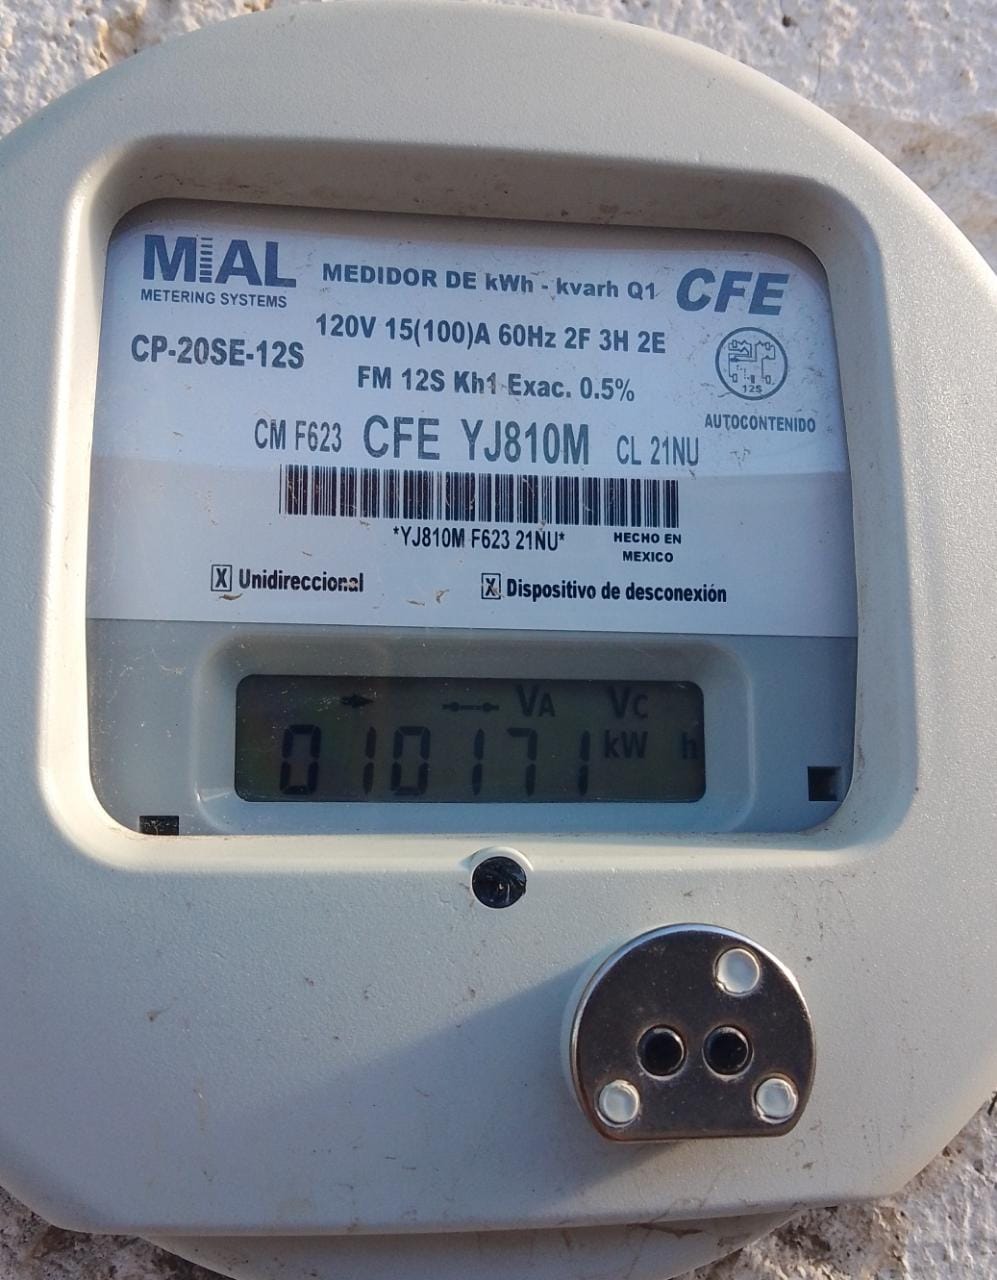 MIAL
METERING SYSTEMS
MEDIDOR DE kWh - kvarh Q1
CFE
CP-20SE-12S
120V 15(100)A 60Hz 2F 3H 2E
FM 12S Kh1 Exac. 0.5%
12S
AUTOCONTENIDO
CM F623 CFE YJ810M CL 21NU
*YJ810M F623 21NU*
HECHO EN
MEXICO
X Unidireccional
X Dispositivo de desconexión
VA VC
010171 kW h